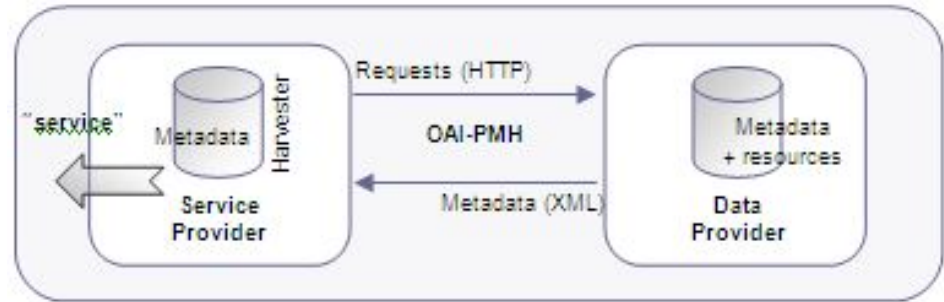 "service"
Metadata
Harvester
Service
Provider
Requests (HTTP)
OAI-PMH
Metadata (XML)
Metadata
+ resources
Data
Provider